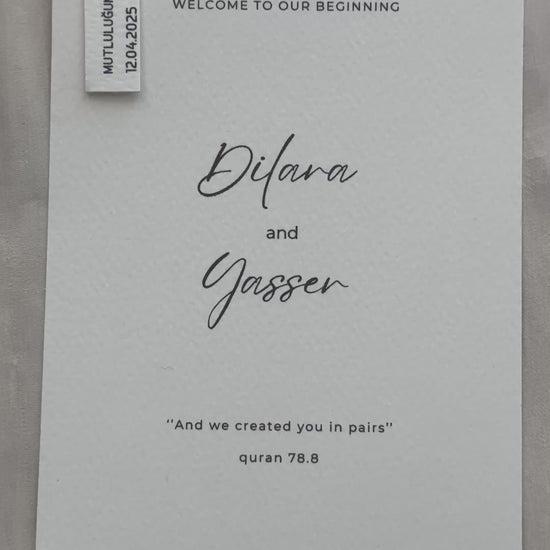 WELCOME TO OUR BEGINNING
12.04.2025
Dilara
and
Yasser
‘‘And we created you in pairs’’
quran 78.8